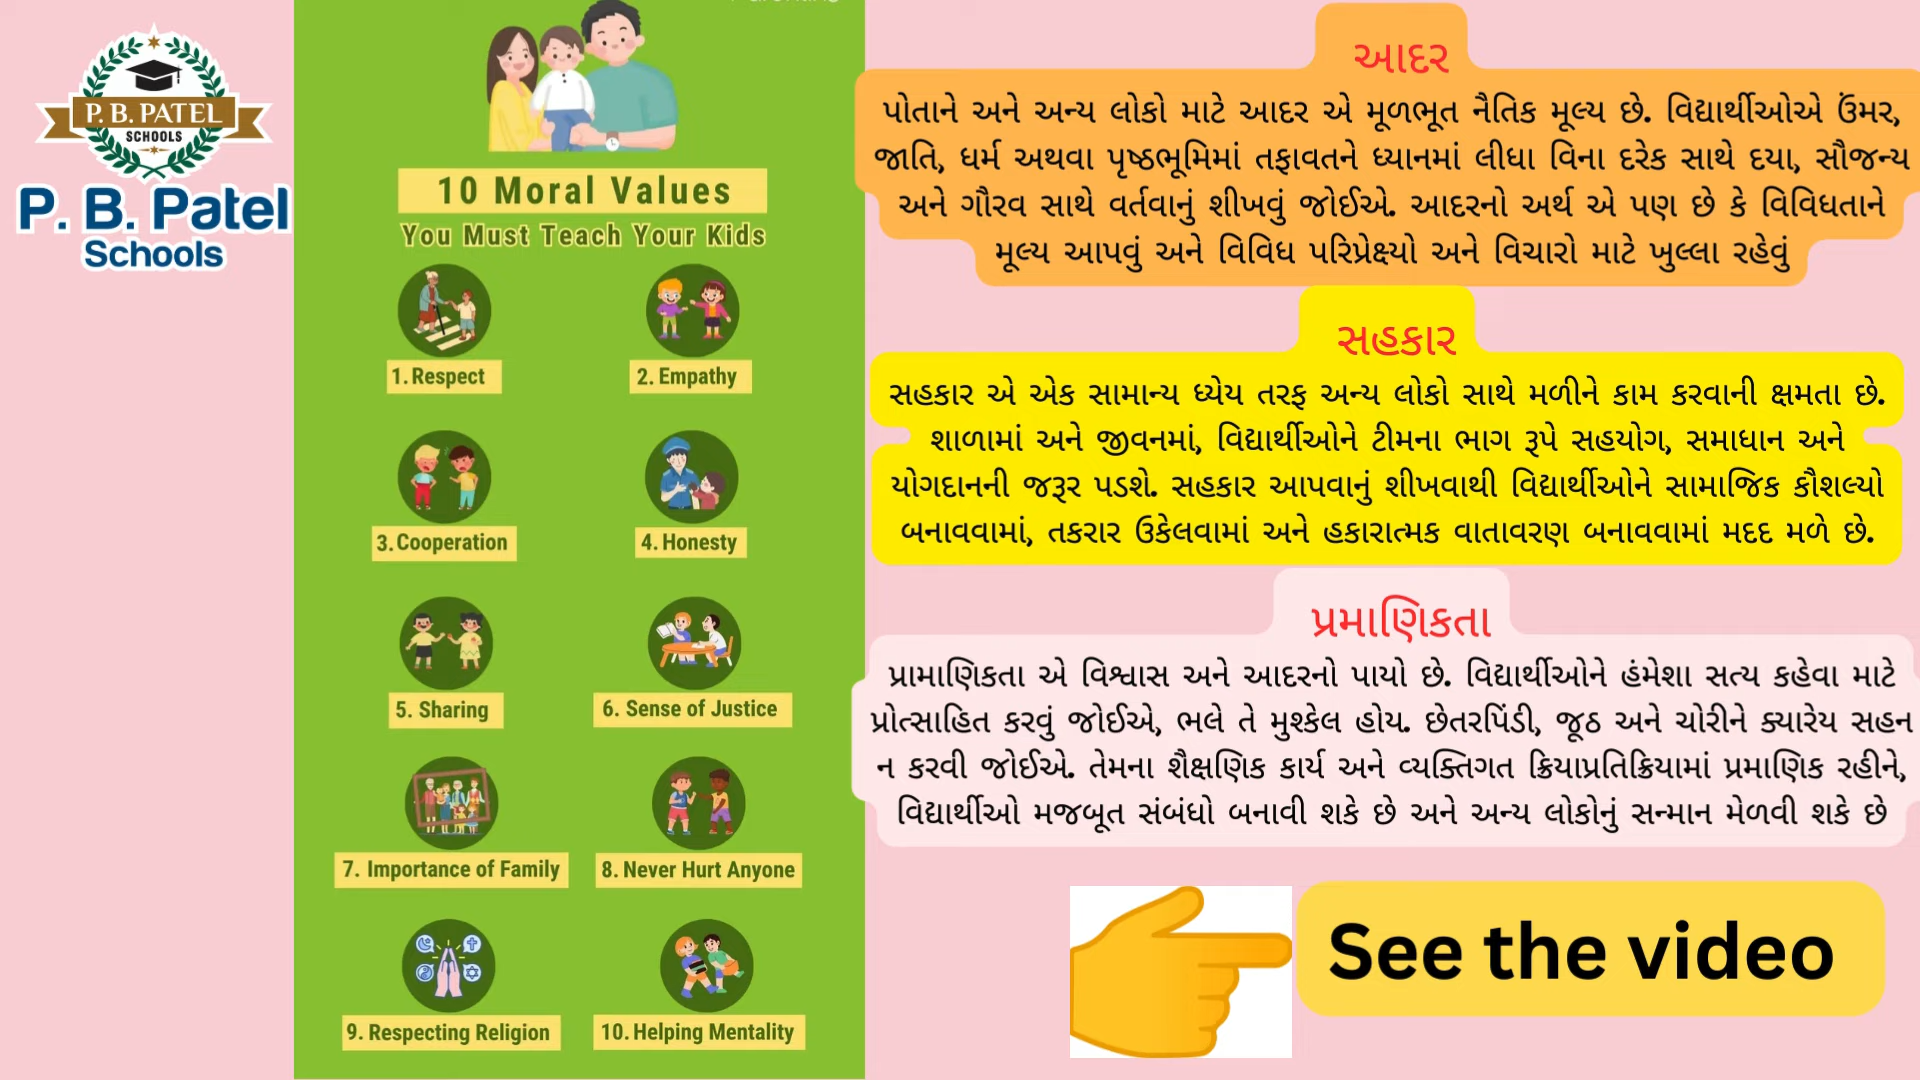 P. B. PATEL
SCHOOLS
P. B. Patel
Schools
10 Moral Values
You Must Teach Your Kids
1. Respect
2. Empathy
3. Cooperation
4. Honesty
5. Sharing
6. Sense of Justice
7. Importance of Family
8. Never Hurt Anyone
9. Respecting Religion
10. Helping Mentality
આદર
પોતાને અને અન્ય લોકો માટે આદર એ મૂળભૂત નૈતિક મૂલ્ય છે. વિદ્યાર્થીઓએ ઉંમર,
જાતિ, ધર્મ અથવા પૃષ્ઠભૂમિમાં તફાવતને ધ્યાનમાં લીધા વિના દરેક સાથે દયા, સૌજન્ય
અને ગૌરવ સાથે વર્તવાનું શીખવું જોઈએ. આદરનો અર્થ એ પણ છે કે વિવિધતાને
મૂલ્ય આપવું અને વિવિધ પરિપ્રેક્ષ્યો અને વિચારો માટે ખુલ્લા રહેવું
સહકાર
સહકાર એ એક સામાન્ય ધ્યેય તરફ અન્ય લોકો સાથે મળીને કામ કરવાની ક્ષમતા છે.
શાળામાં અને જીવનમાં, વિદ્યાર્થીઓને ટીમના ભાગ રૂપે સહયોગ, સમાધાન અને
યોગદાનની જરૂર પડશે. સહકાર આપવાનું શીખવાથી વિદ્યાર્થીઓને સામાજિક કૌશલ્યો
બનાવવામાં, તકરાર ઉકેલવામાં અને હકારાત્મક વાતાવરણ બનાવવામાં મદદ મળે છે.
પ્રમાણિકતા
પ્રામાણિકતા એ વિશ્વાસ અને આદરનો પાયો છે. વિદ્યાર્થીઓને હંમેશા સત્ય કહેવા માટે
પ્રોત્સાહિત કરવું જોઈએ, ભલે તે મુશ્કેલ હોય. છેતરપિંડી, જૂઠ અને ચોરીને ક્યારેય સહન
ન કરવી જોઈએ. તેમના શૈક્ષણિક કાર્ય અને વ્યક્તિગત ક્રિયાપ્રતિક્રિયામાં પ્રમાણિક રહીને,
વિદ્યાર્થીઓ મજબૂત સંબંધો બનાવી શકે છે અને અન્ય લોકોનું સન્માન મેળવી શકે છે
See the video